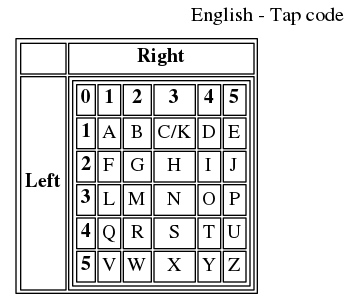 English - Tap code
Right
Left
0 1 2 3 4 5
1 A B C/K D E
2 F G H I J
3 L M N O P
4 Q R S T U
5 V W X Y Z